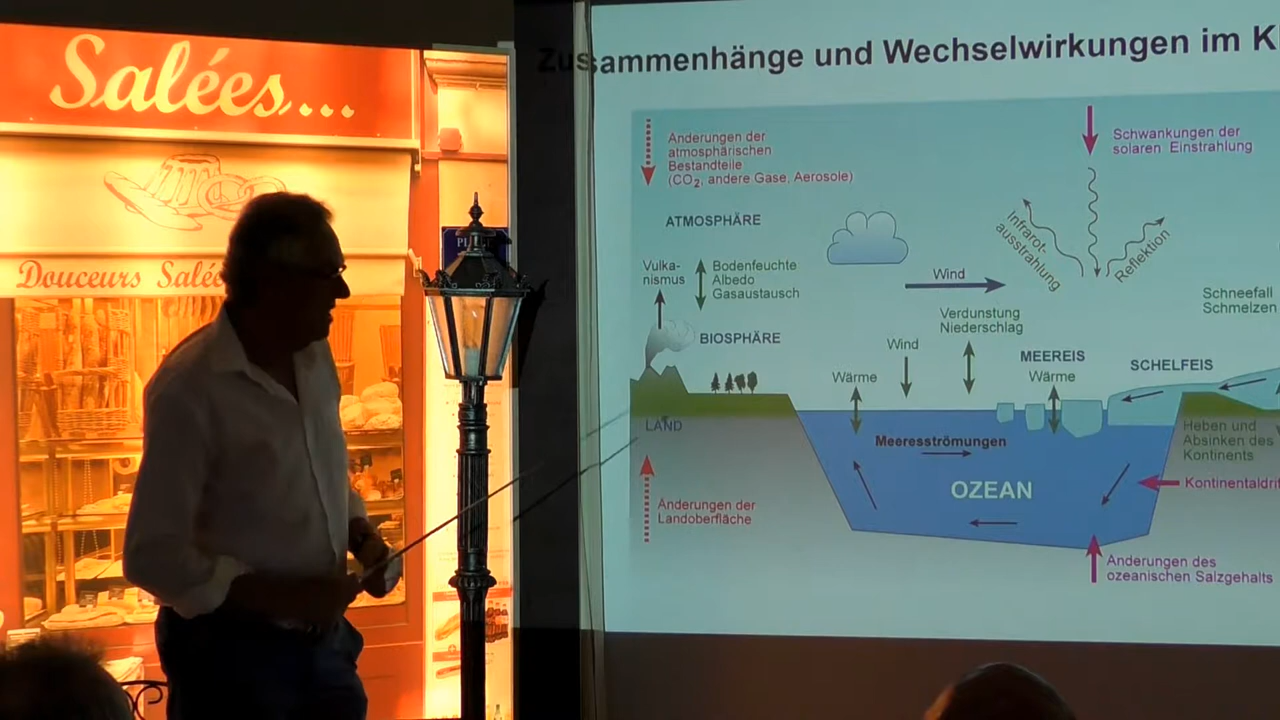 Salées...
Douceurs Salé
Zusammenhänge und Wechselwirkungen im K
Änderungen der
atmosphärischen
Bestandteile
(CO2, andere Gase, Aerosole)
Schwankungen der
solaren Einstrahlung
ATMOSPHÄRE
Infrarot-
ausstrahlung
Reflektion
Vulka-
nismus
Bodenfeuchte
Albedo
Gasaustausch
Wind
Schneefall
Schmelzen
Verdunstung
Niederschlag
BIOSPHÄRE
Wind
MEEREIS
Wärme
SCHELFEIS
Wärme
LAND
Meeresströmungen
Heben und
Absinken des
Kontinents
OZEAN
Kontinentaldrif
Änderungen der
Landoberfläche
Änderungen des
ozeanischen Salzgehalts